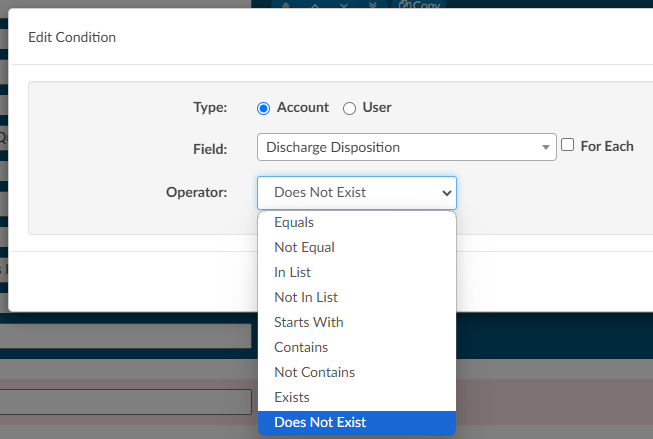 Copy
Edit Condition
Type: Account User
Field: Discharge Disposition For Each
Operator: Does Not Exist
Equals
Not Equal
In List
Not In List
Starts With
Contains
Not Contains
Exists
Does Not Exist